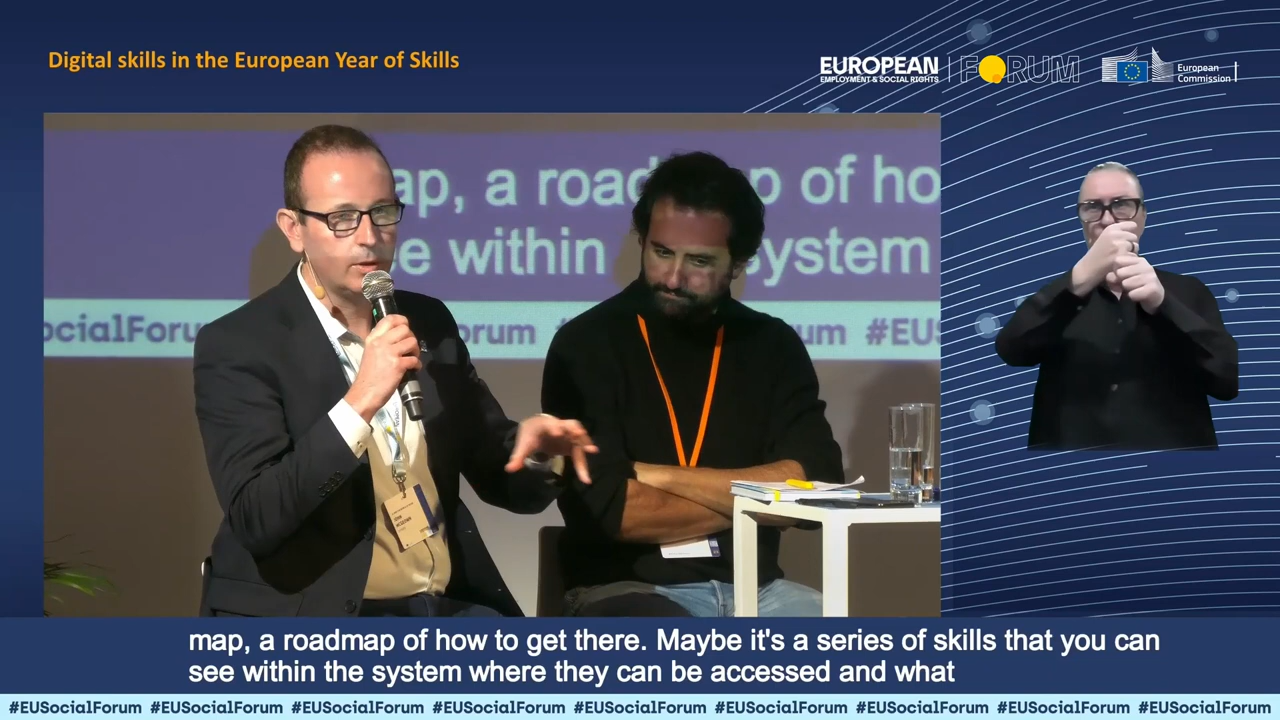 Digital skills in the European Year of Skills
EUROPEAN
EMPLOYMENT & SOCIAL RIGHTS
FORUM
European
Commission
ap, a road p of ho
e within system
ocialForu orum # rum #EUS
map, a roadmap of how to get there. Maybe it's a series of skills that you can
see within the system where they can be accessed and what
#EUSocialForum #EUSocialForum #EUSocialForum #EUSocialForum #EUSocialForum #EUSocialForum #EUSocialForum #EUSocialForum #EUSocialForum